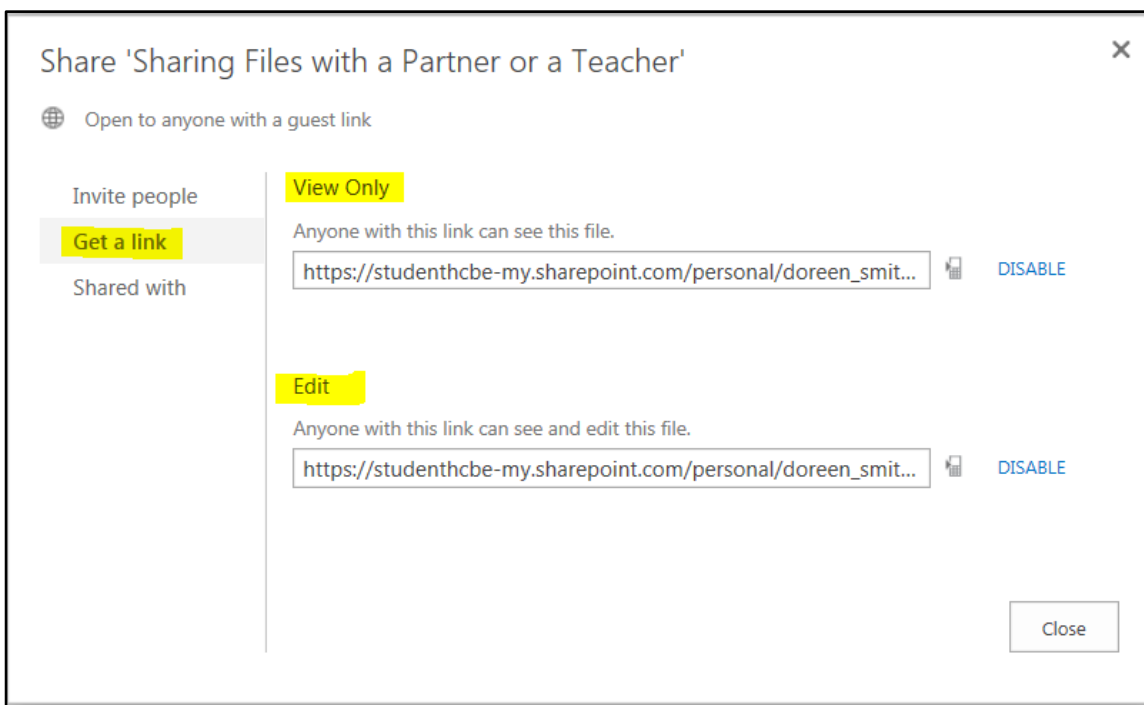 Share 'Sharing Files with a Partner or a Teacher'
Open to anyone with a guest link
Invite people
Get a link
Shared with
View Only
Anyone with this link can see this file.
https://studenthcbe-my.sharepoint.com/personal/doreen_smit...
DISABLE
Edit
Anyone with this link can see and edit this file.
https://studenthcbe-my.sharepoint.com/personal/doreen_smit...
DISABLE
Close